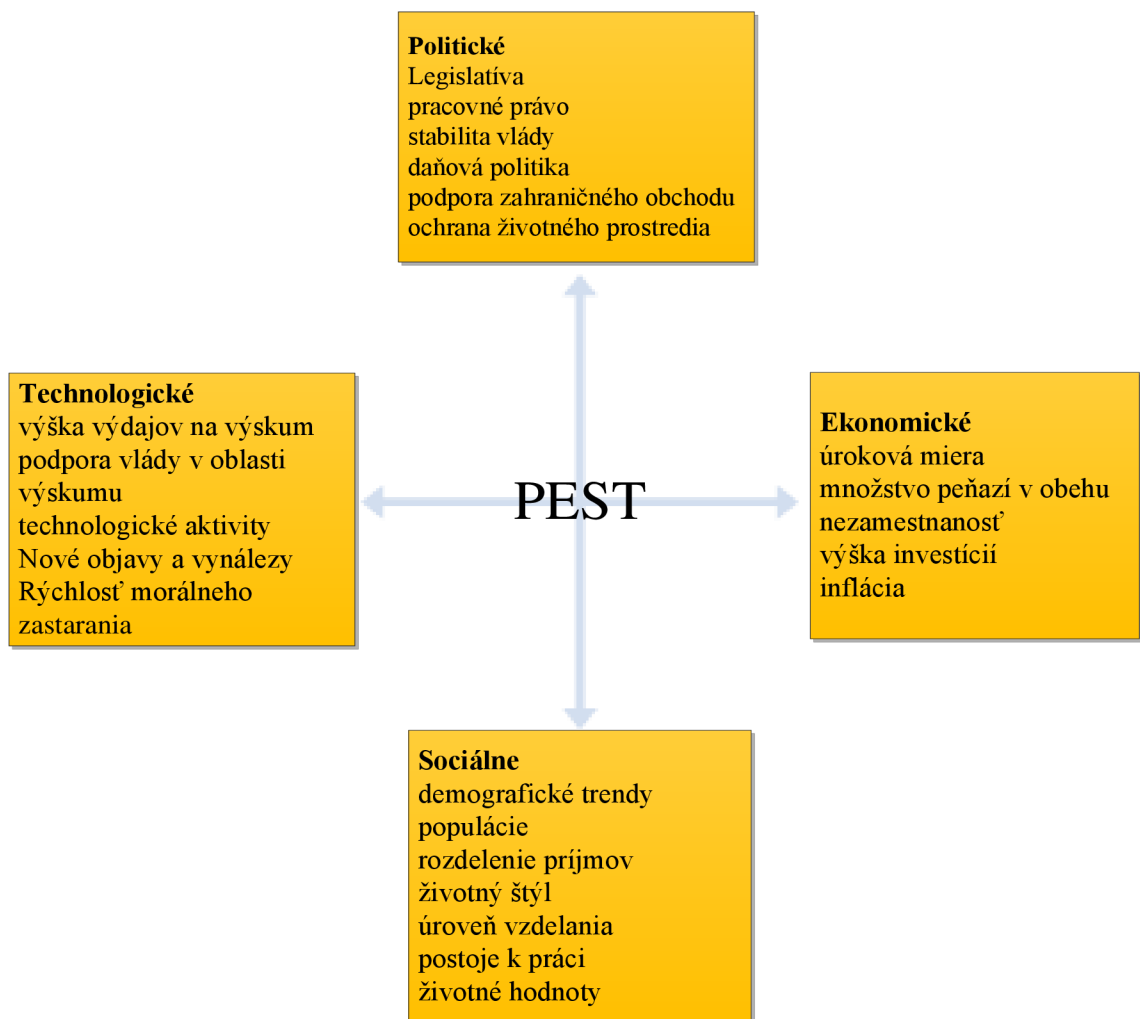 Politické
Legislatíva
pracovné právo
stabilita vlády
daňová politika
podpora zahraničného obchodu
ochrana životného prostredia
Technologické
výška výdajov na výskum
podpora vlády v oblasti
výskumu
technologické aktivity
Nové objavy a vynálezy
Rýchlosť morálneho
zastarania
PEST
Ekonomické
úroková miera
množstvo peňazí v obehu
nezamestnanosť
výška investícií
inflácia
Sociálne
demografické trendy
populácie
rozdelenie príjmov
životný štýl
úroveň vzdelania
postoje k práci
životné hodnoty